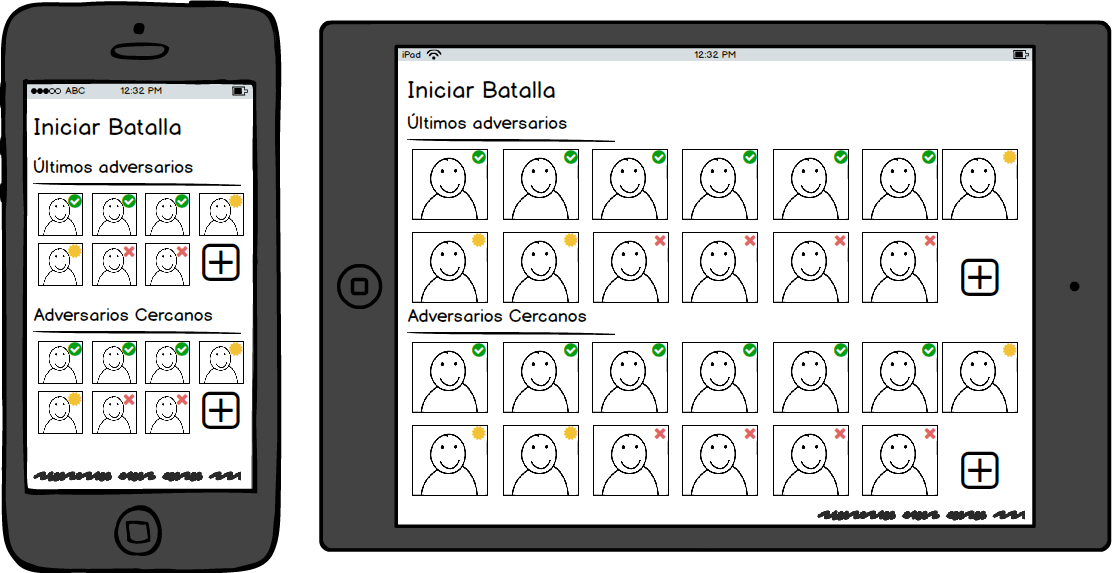 ABC 12:32 PM
Iniciar Batalla
Últimos adversarios
Adversarios Cercanos
iPad 12:32 PM
Iniciar Batalla
Últimos adversarios
Adversarios Cercanos